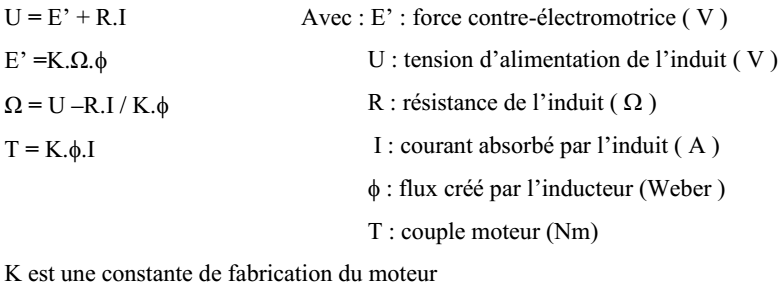 U = E’ + R.I Avec : E’ : force contre-électromotrice ( V )
E’ =K.Ω.ϕ U : tension d’alimentation de l’induit ( V )
Ω = U –R.I / K.ϕ R : résistance de l’induit ( Ω )
T = K.ϕ.I I : courant absorbé par l’induit ( A )
ϕ : flux créé par l’inducteur (Weber )
T : couple moteur (Nm)
K est une constante de fabrication du moteur